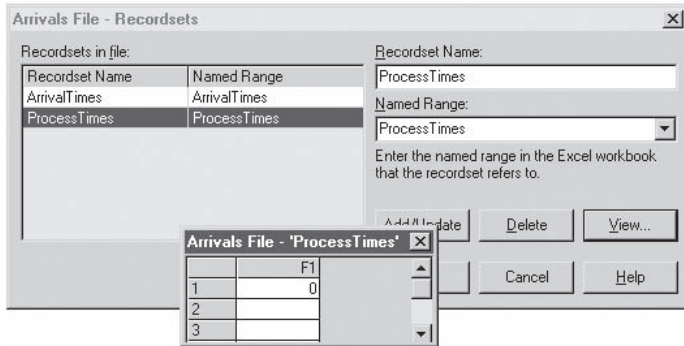 Arrivals File - Recordsets
Recordsets in file:
Recordset Name Named Range
ArrivalTimes ArrivalTimes
ProcessTimes ProcessTimes
Recordset Name:
ProcessTimes
Named Range:
ProcessTimes
Enter the named range in the Excel workbook
that the recordset refers to.
Add/Update Delete View...
Cancel Help
Arrivals File - 'ProcessTimes'
F1
1 0
2
3